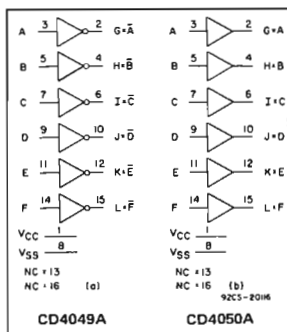 A 3 2 G=A̅ A 3 2 G=A
B 5 4 H=B̅ B 5 4 H=B
C 7 6 I=C̅ C 7 6 I=C
D 9 10 J=D̅ D 9 10 J=D
E 11 12 K=E̅ E 11 12 K=E
F 14 15 L=F̅ F 14 15 L=F
VCC 1 VCC 1
VSS 8 VSS 8
NC = 13 NC = 13
NC = 16 (a) NC = 16 (b)
92CS-20116
CD4049A CD4050A